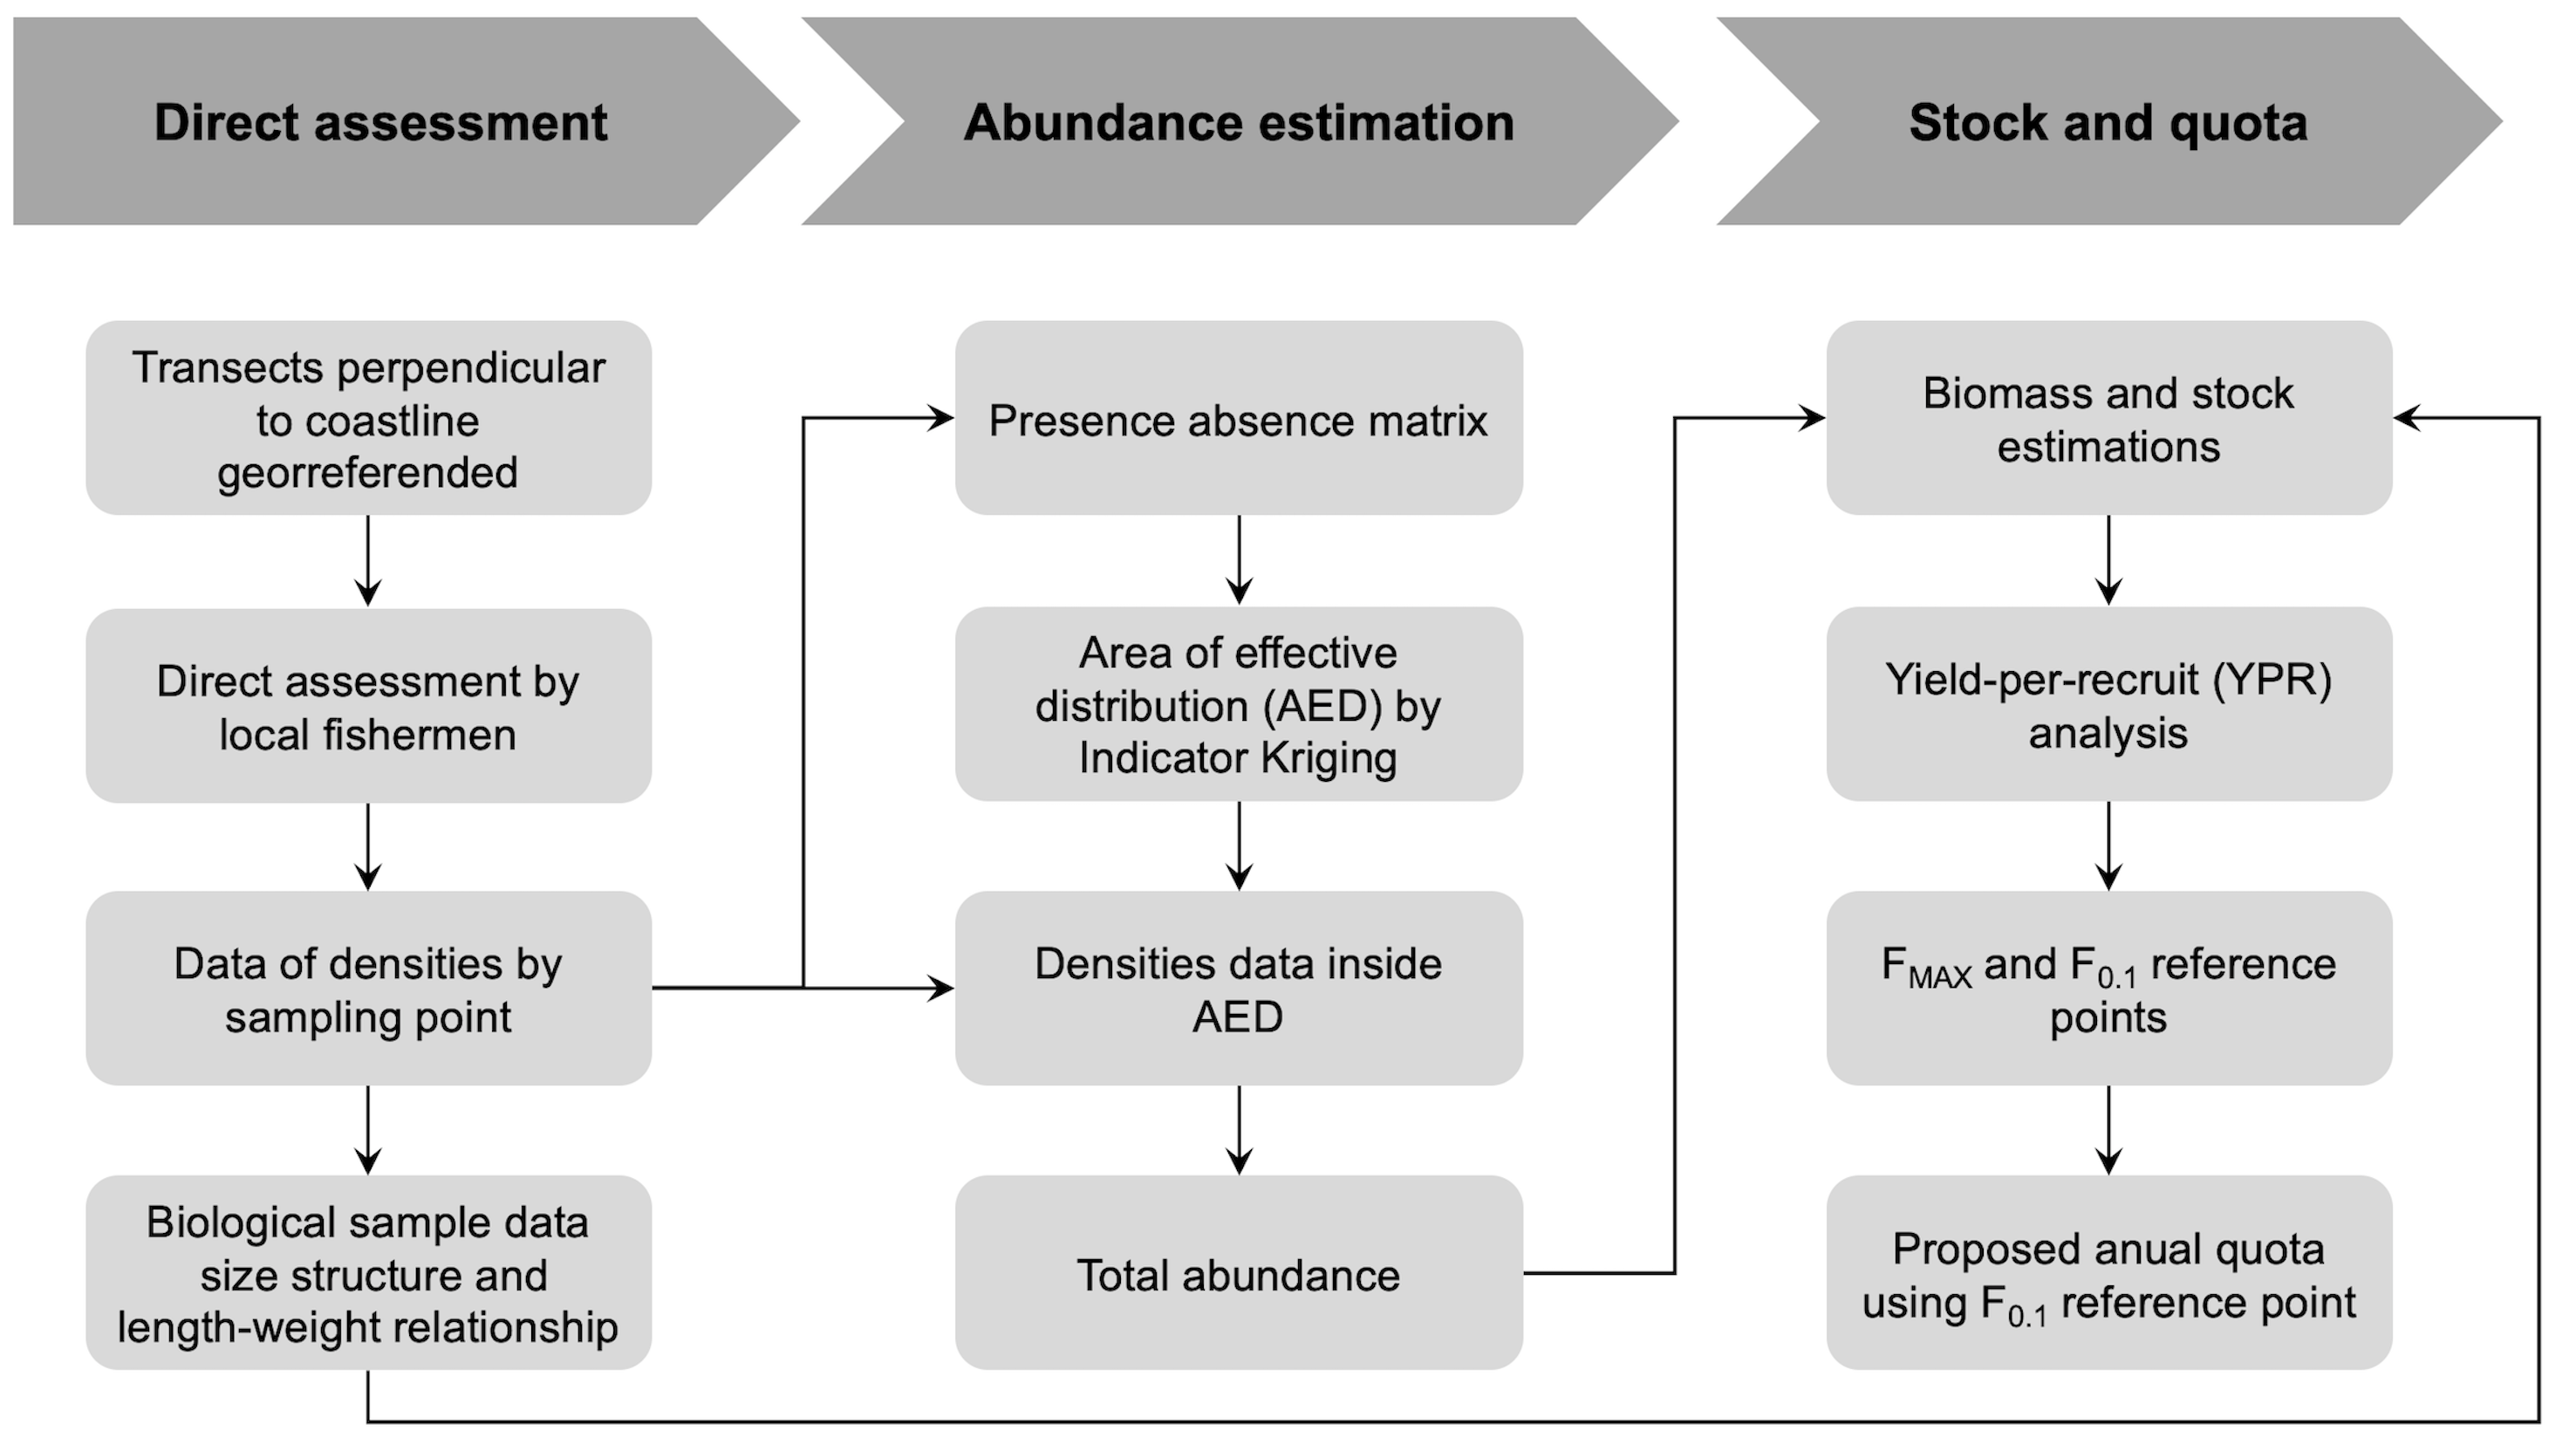 Direct assessment
Abundance estimation
Stock and quota
Transects perpendicular
to coastline
georreferended
Direct assessment by
local fishermen
Data of densities by
sampling point
Biological sample data
size structure and
length-weight relationship
Presence absence matrix
Area of effective
distribution (AED) by
Indicator Kriging
Densities data inside
AED
Total abundance
Biomass and stock
estimations
Yield-per-recruit (YPR)
analysis
F_MAX and F_0.1 reference
points
Proposed anual quota
using F_0.1 reference point